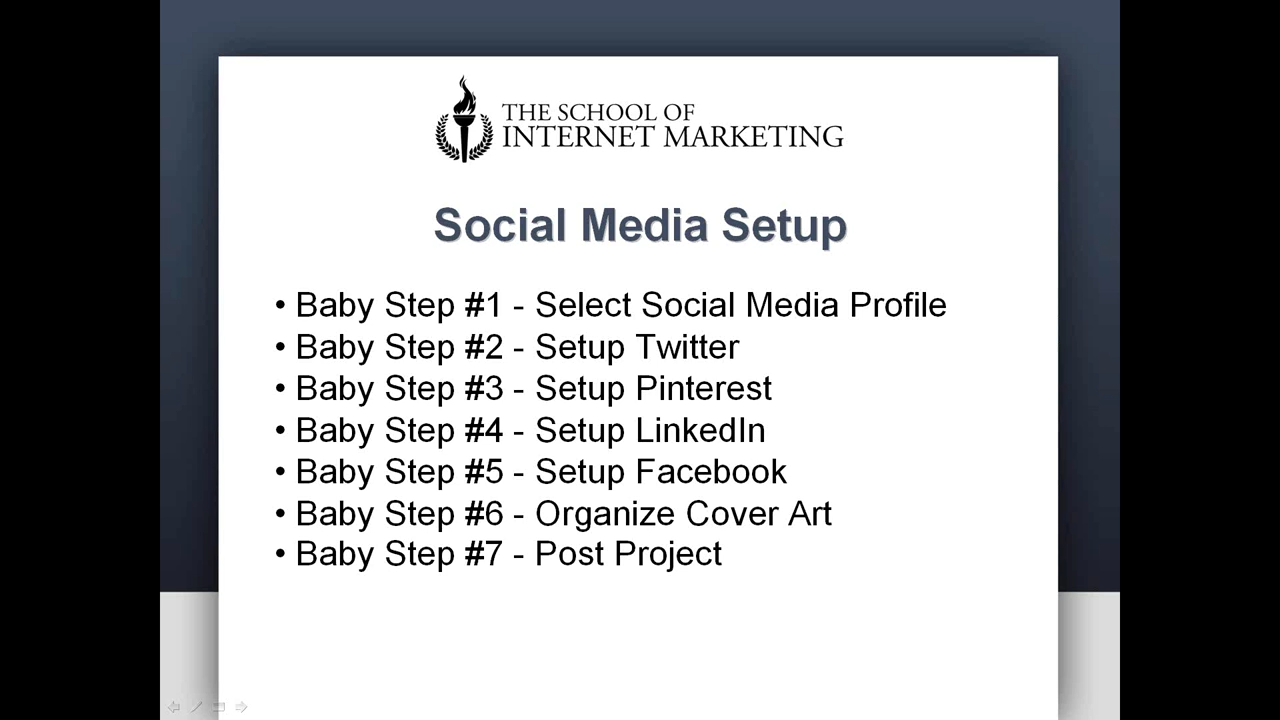 THE SCHOOL OF
INTERNET MARKETING
Social Media Setup
• Baby Step #1 - Select Social Media Profile
• Baby Step #2 - Setup Twitter
• Baby Step #3 - Setup Pinterest
• Baby Step #4 - Setup LinkedIn
• Baby Step #5 - Setup Facebook
• Baby Step #6 - Organize Cover Art
• Baby Step #7 - Post Project